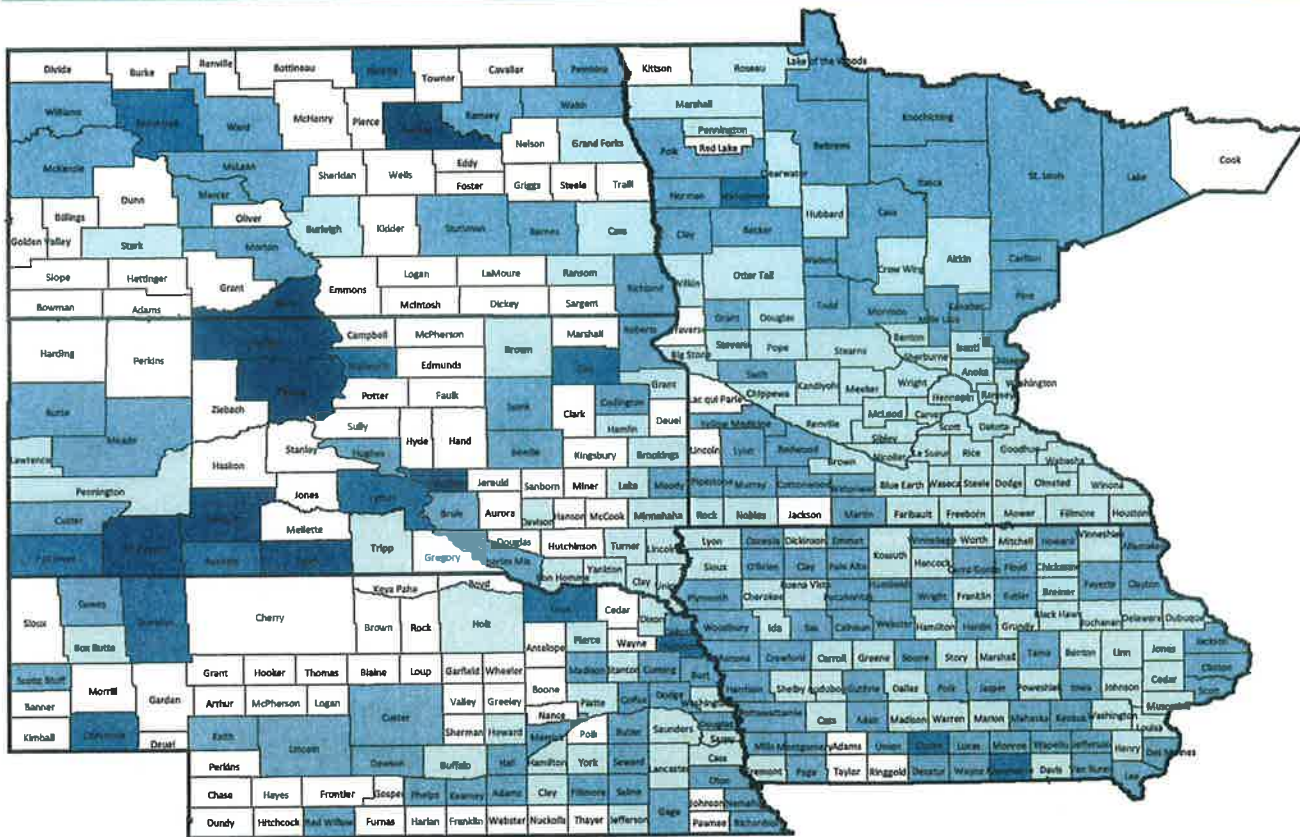 Divide Burke Renville Bottineau Towner Cavalier Pembina Kittson Roseau Lake of the Woods
Williams Ward McHenry Pierce Ramsey Walsh Marshall Koochiching
Nelson Grand Forks Pennington Polk Red Lake Clearwater Beltrami Cook
McKenzie McLean Sheridan Wells Eddy Foster Griggs Steele Traill Norman Itasca St. Louis Lake
Dunn Mercer Oliver Hubbard Cass
Billings Golden Valley Stark Morton Burleigh Kidder Stutsman Barnes Cass Clay Becker
Slope Hettinger Grant Emmons Logan LaMoure Ransom Richland Wilkin Otter Tail Wadena Crow Wing Aitkin Carlton
Bowman Adams McIntosh Dickey Sargent Grant Douglas Todd Morrison Kanabec Pine
Harding Perkins Campbell McPherson Brown Marshall Roberts Traverse Stevens Pope Stearns Benton Sherburne Isanti
Edmunds Day Big Stone Swift Anoka Washington
Butte Meade Ziebach Potter Faulk Spink Clark Codington Grant Lac qui Parle Chippewa Kandiyohi Meeker Wright Hennepin Ramsey
Lawrence Sully Hyde Hand Hamlin Deuel Yellow Medicine Renville McLeod Carver Scott Dakota
Haakon Stanley Hughes Beadle Kingsbury Brookings Lincoln Lyon Redwood Sibley Nicollet Le Sueur Rice Goodhue Wabasha
Pennington Jones Lyman Jerauld Sanborn Miner Lake Moody Pipestone Murray Cottonwood Brown Blue Earth Waseca Steele Dodge Olmsted Winona
Custer Mellette Brule Aurora Davison Hanson McCook Minnehaha Rock Nobles Jackson Martin Faribault Freeborn Mower Fillmore Houston
Tripp Gregory Douglas Hutchinson Turner Lincoln Lyon Osceola Dickinson Emmet Winnebago Worth Mitchell Howard Winneshiek Allamakee
Bon Homme Yankton Clay Union Sioux O'Brien Clay Palo Alto Kossuth Hancock Cerro Gordo Floyd Chickasaw
Sioux Dawes Cherry Keya Paha Boyd Plymouth Cherokee Buena Vista Pocahontas Humboldt Wright Franklin Butler Bremer Fayette Clayton
Box Butte Brown Rock Holt Cedar Dixon Woodbury Ida Sac Calhoun Webster Hamilton Hardin Grundy Black Hawk Buchanan Delaware Dubuque
Antelope Pierce Wayne
Scotts Bluff Morrill Garden Grant Hooker Thomas Blaine Loup Garfield Wheeler Madison Stanton Cuming Burt Monona Crawford Carroll Greene Boone Story Marshall Tama Benton Linn Jones Jackson
Banner Arthur McPherson Logan Custer Valley Greeley Boone Platte Colfax Dodge Washington Harrison Shelby Audubon Guthrie Dallas Polk Jasper Poweshiek Iowa Johnson Cedar Clinton Scott
Kimball Cheyenne Deuel Keith Lincoln Sherman Howard Nance Merrick Polk Butler Saunders Douglas Sarpy Pottawattamie Cass Adair Madison Warren Marion Mahaska Keokuk Washington Muscatine Louisa
Perkins Dawson Buffalo Hall Hamilton York Seward Lancaster Cass Otoe Mills Montgomery Adams Union Clarke Lucas Monroe Wapello Jefferson Henry Des Moines
Chase Hayes Frontier Gosper Phelps Kearney Adams Clay Fillmore Saline Gage Johnson Nemaha Fremont Page Taylor Ringgold Decatur Wayne Davis Van Buren Lee
Dundy Hitchcock Red Willow Furnas Harlan Franklin Webster Nuckolls Thayer Jefferson Pawnee Richardson